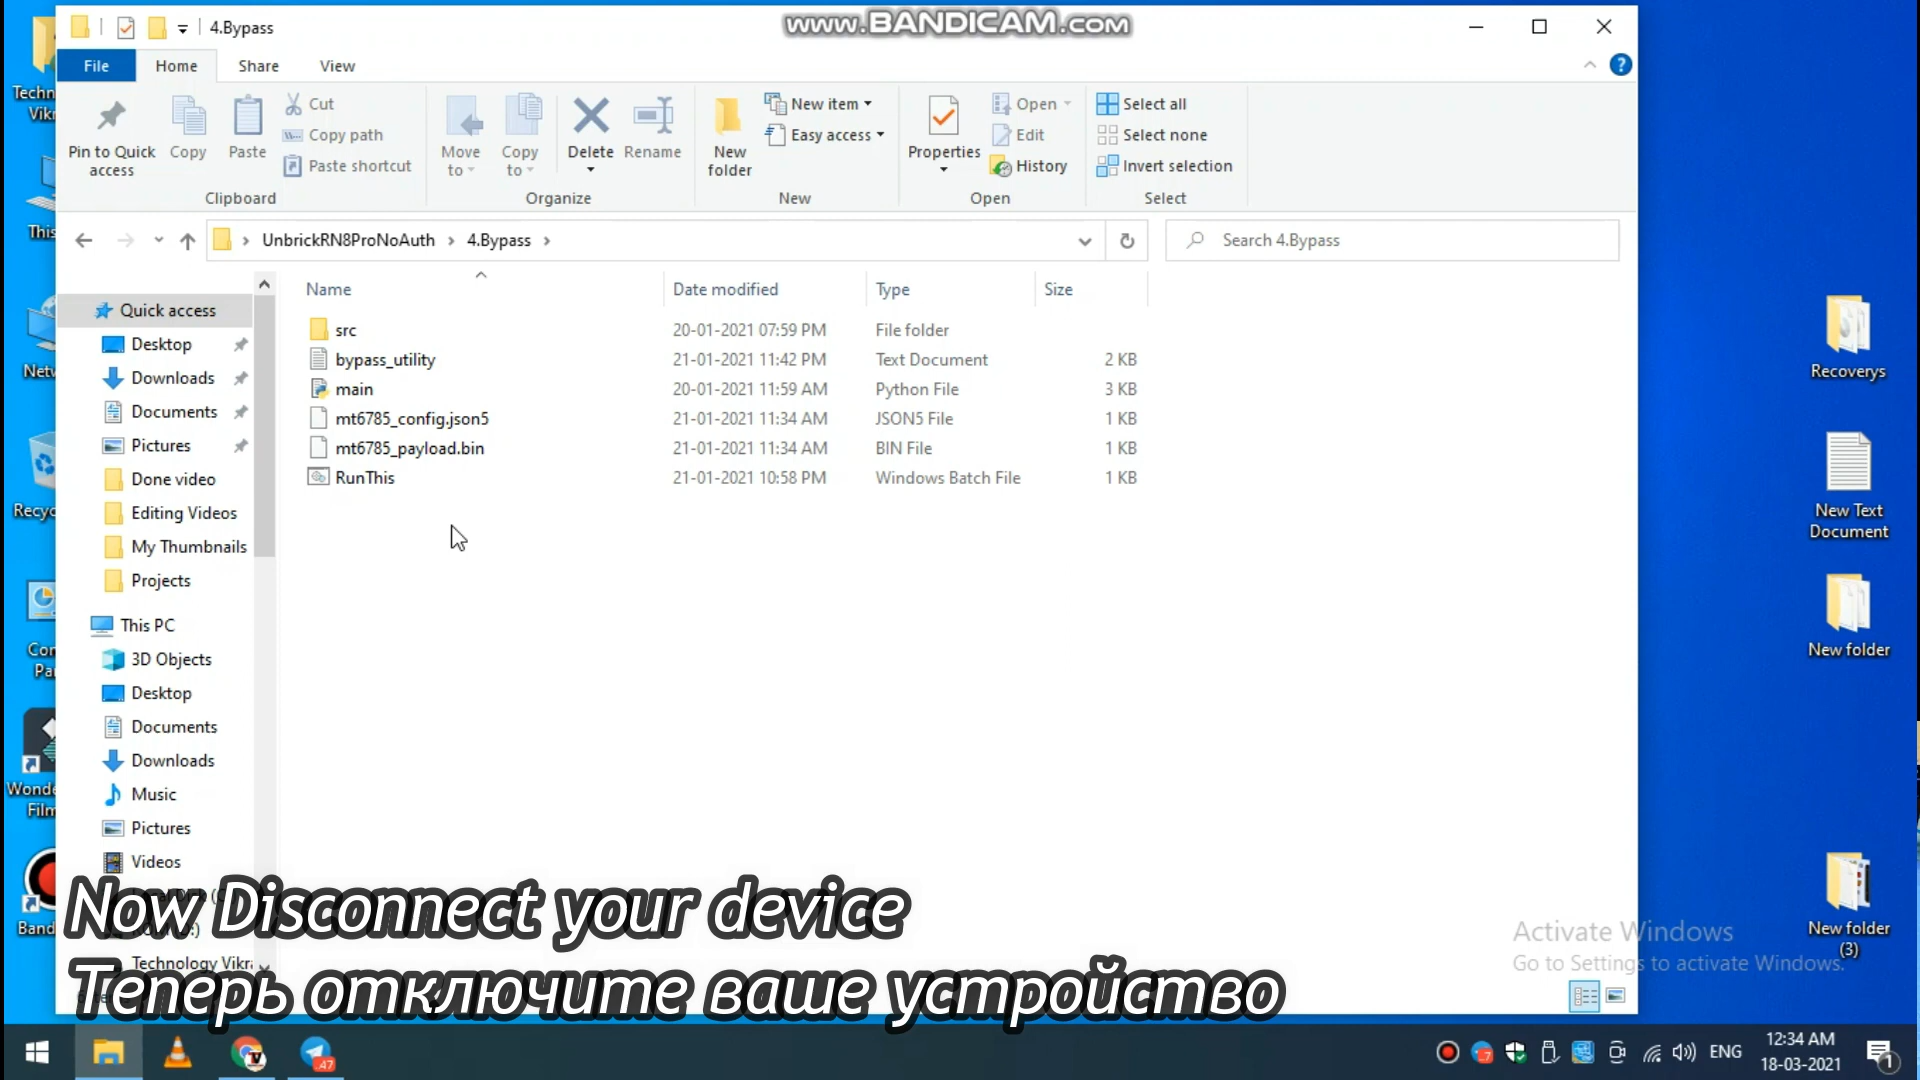 4.Bypass
www.BANDICAM.com
File
Home
Share
View
Pin to Quick access
Copy
Paste
Cut
Copy path
Paste shortcut
Clipboard
Move to
Copy to
Delete
Rename
Organize
New folder
New item
Easy access
New
Properties
Open
Edit
History
Open
Select all
Select none
Invert selection
Select
UnbrickRN8ProNoAuth
4.Bypass
Search 4.Bypass
Name
Date modified
Type
Size
src 20-01-2021 07:59 PM File folder
bypass_utility 21-01-2021 11:42 PM Text Document 2 KB
main 20-01-2021 11:59 AM Python File 3 KB
mt6785_config.json5 21-01-2021 11:34 AM JSON5 File 1 KB
mt6785_payload.bin 21-01-2021 11:34 AM BIN File 1 KB
RunThis 21-01-2021 10:58 PM Windows Batch File 1 KB
Quick access
Desktop
Downloads
Documents
Pictures
Done video
Editing Videos
My Thumbnails
Projects
This PC
3D Objects
Desktop
Documents
Downloads
Music
Pictures
Videos
Technology Vikra
Recoverys
New Text
Document
New folder
New folder
(3)
Now Disconnect your device
Теперь отключите ваше устройство
Activate Windows
Go to Settings to activate Windows.
47
ENG
12:34 AM
18-03-2021
1